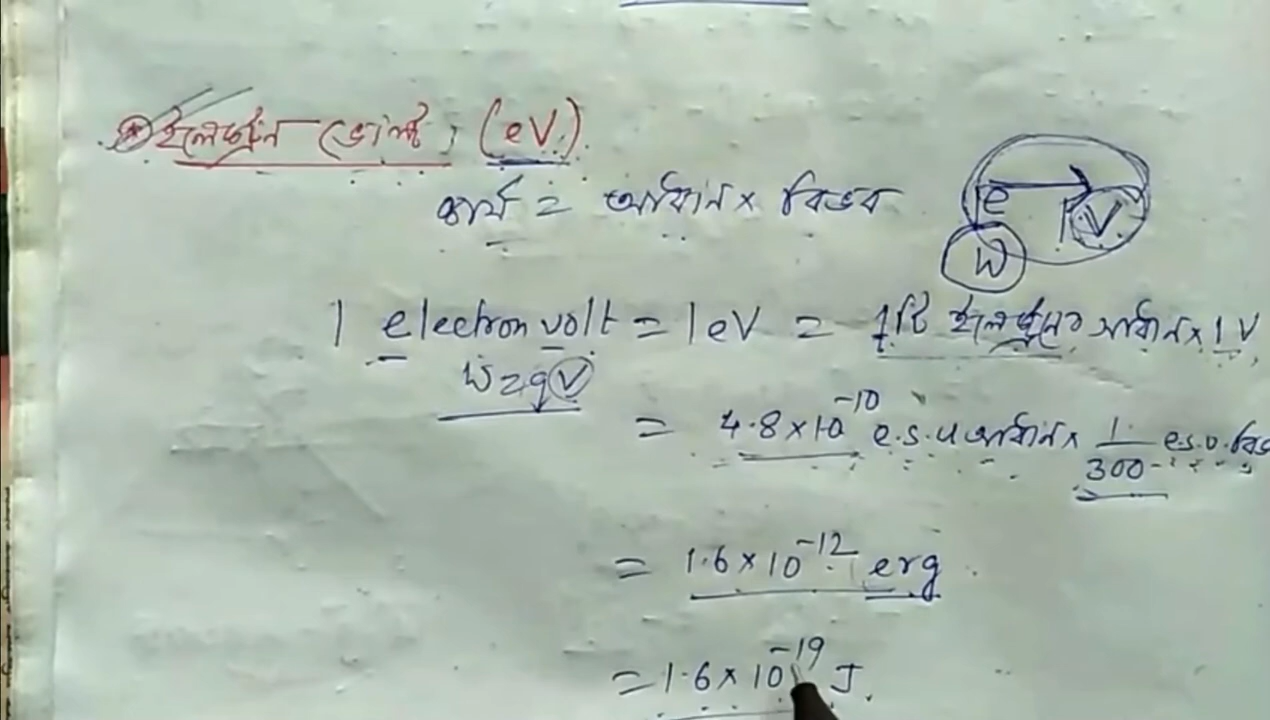 ইলেকট্রন ভোল্ট (eV)
কার্য = আধান × বিভব
e V
W
1 electron volt = 1eV = 1টি ইলেকট্রনের আধান × 1 V
W = qV
= 4.8 × 10⁻¹⁰ e.s.u আধান × 1/300 e.s.u.
= 1.6 × 10⁻¹² erg
= 1.6 × 10⁻¹⁹ J.